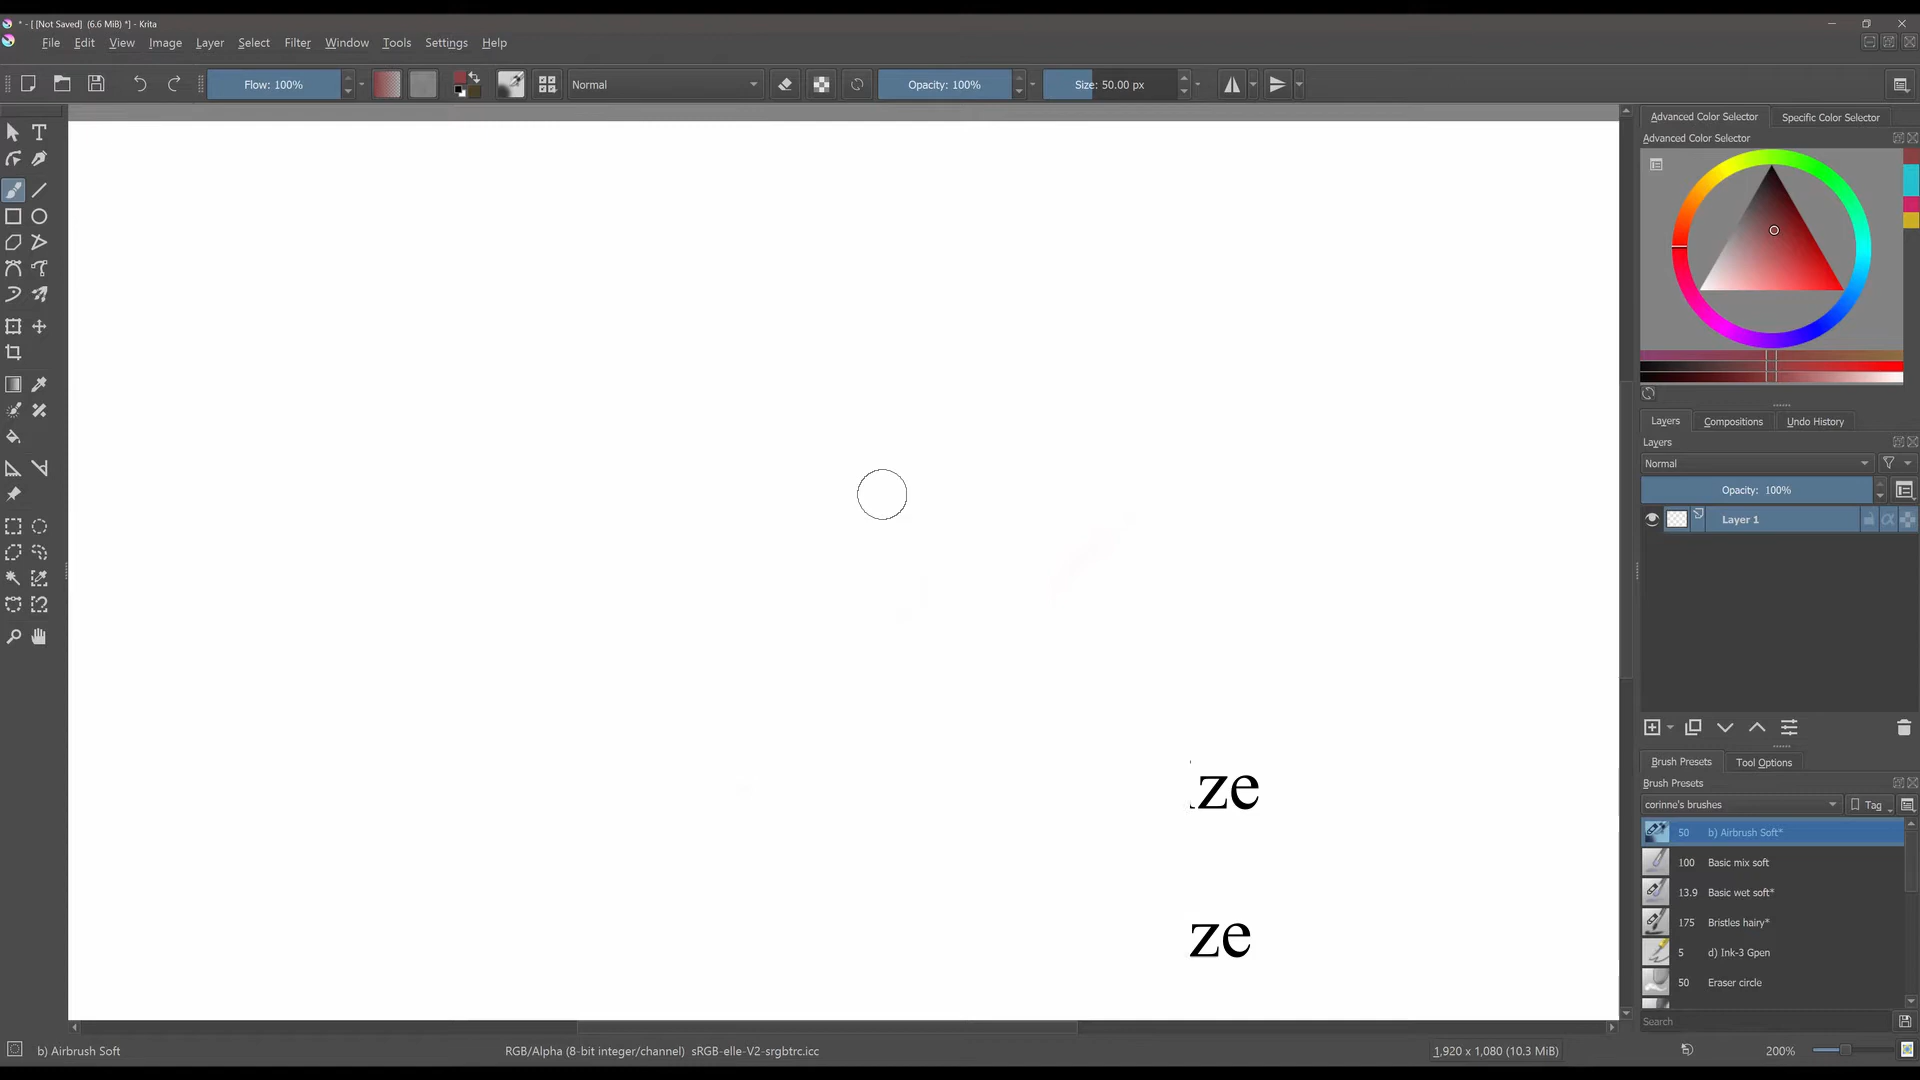 * - [ [Not Saved]  (6.6 MiB) *] - Krita
File Edit View Image Layer Select Filter Window Tools Settings Help
Flow: 100% Normal Opacity: 100% Size: 50.00 px
Advanced Color Selector Specific Color Selector
Advanced Color Selector
Layers Compositions Undo History
Layers
Normal
Opacity:  100%
Layer 1
ze
ze
Brush Presets Tool Options
Brush Presets
corinne's brushes Tag
50 b) Airbrush Soft*
100 Basic mix soft
13.9 Basic wet soft*
175 Bristles hairy*
5 d) Ink-3 Gpen
50 Eraser circle
Search
b) Airbrush Soft RGB/Alpha (8-bit integer/channel)  sRGB-elle-V2-srgbtrc.icc 1,920 x 1,080 (10.3 MiB) 200%